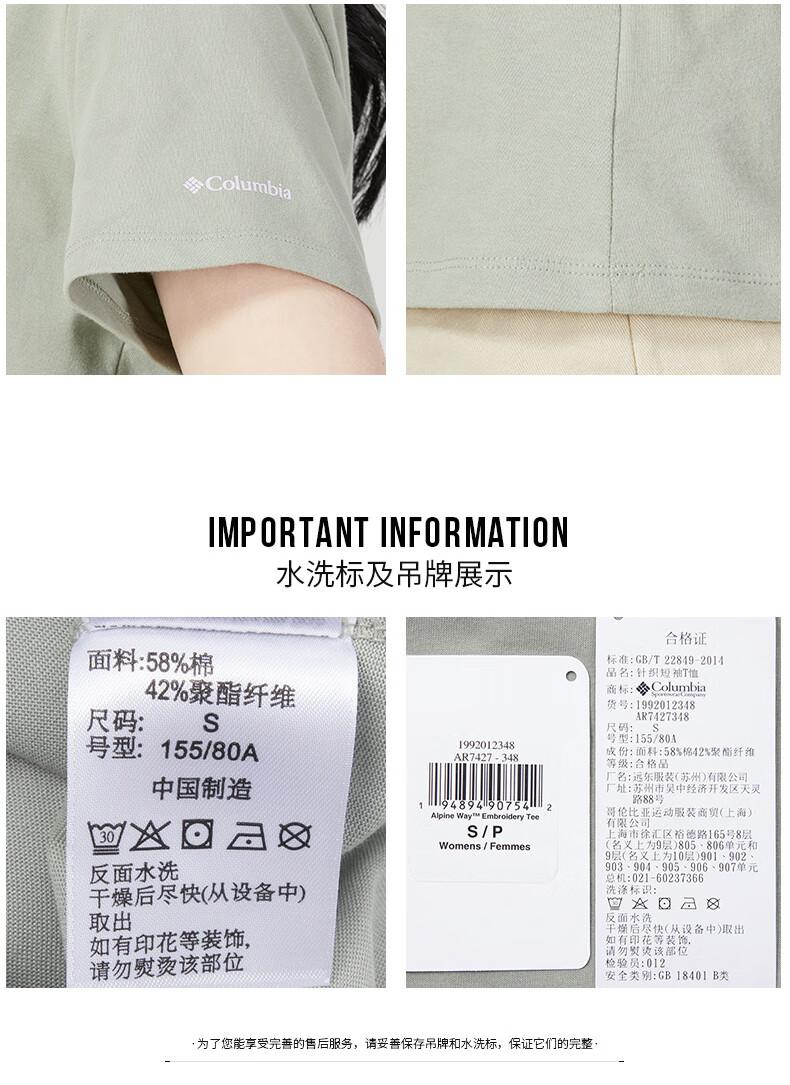 Columbia
IMPORTANT INFORMATION
水洗标及吊牌展示
面料:58%棉
42%聚酯纤维
尺码: S
号型: 155/80A
中国制造
30
反面水洗
干燥后尽快(从设备中)
取出
如有印花等装饰,
请勿熨烫该部位
1992012348
AR7427 - 348
1 94894 90754 2
Alpine Way™ Embroidery Tee
S / P
Womens / Femmes
合格证
标准:GB/T 22849-2014
品名:针织短袖T恤
商标: Columbia
Sportswear Company
货号:1992012348
AR7427348
尺码: S
号型:155/80A
成份:面料:58%棉42%聚酯纤维
等级:合格品
厂名:远尔服装(苏州)有限公司
厂址:苏州市吴中经济开发区天灵
路88号
哥伦比亚运动服装商贸(上海)
有限公司
上海市徐汇区裕德路165号8层
(名义上为9层)805、806单元和
9层(名义上为10层)901、902、
903、904、905、906、907单元
总机:021-60237366
洗涤标识:
反面水洗
干燥后尽快(从设备中)取出
如有印花等装饰,
请勿熨烫该部位
检验员:012
安全类别:GB 18401 B类
·为了您能享受完善的售后服务，请妥善保存吊牌和水洗标，保证它们的完整·